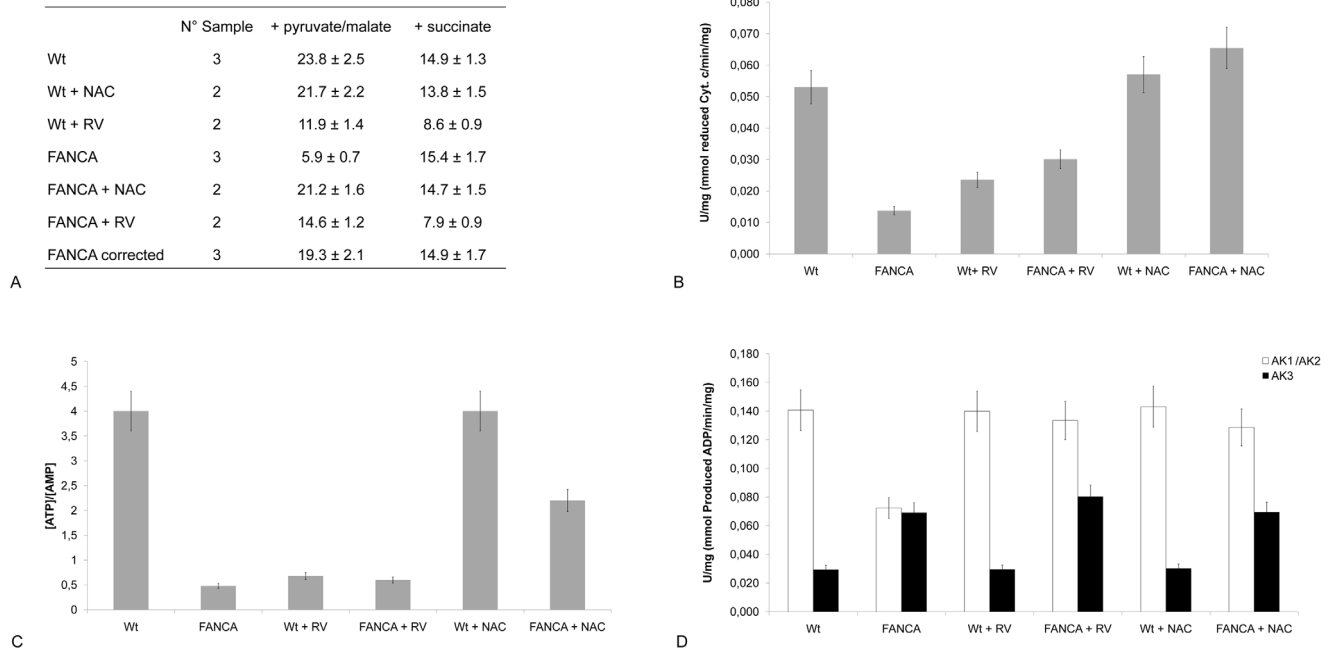 N° Sample + pyruvate/malate + succinate
Wt 3 23.8 ± 2.5 14.9 ± 1.3
Wt + NAC 2 21.7 ± 2.2 13.8 ± 1.5
Wt + RV 2 11.9 ± 1.4 8.6 ± 0.9
FANCA 3 5.9 ± 0.7 15.4 ± 1.7
FANCA + NAC 2 21.2 ± 1.6 14.7 ± 1.5
FANCA + RV 2 14.6 ± 1.2 7.9 ± 0.9
FANCA corrected 3 19.3 ± 2.1 14.9 ± 1.7
A
U/mg (mmol reduced Cyt. c/min/mg)
0,080
0,070
0,060
0,050
0,040
0,030
0,020
0,010
0,000
Wt FANCA Wt+ RV FANCA + RV Wt + NAC FANCA + NAC
B
[ATP]/[AMP]
5
4,5
4
3,5
3
2,5
2
1,5
1
0,5
0
Wt FANCA Wt + RV FANCA + RV Wt + NAC FANCA + NAC
C
U/mg (mmol Produced ADP/min/mg)
0,180
0,160
0,140
0,120
0,100
0,080
0,060
0,040
0,020
0,000
AK1/AK2
AK3
Wt FANCA Wt + RV FANCA + RV Wt + NAC FANCA + NAC
D